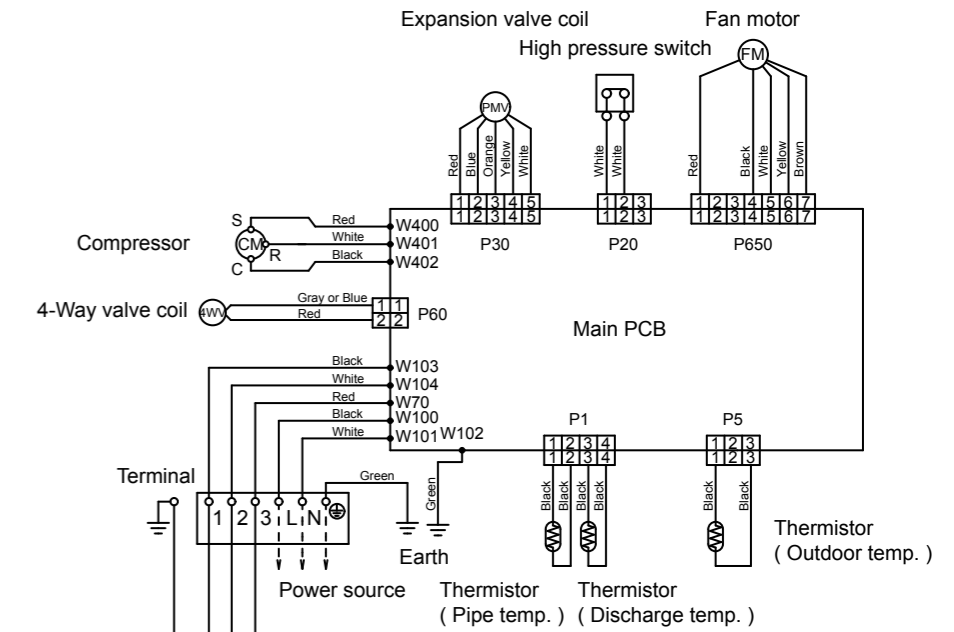 Expansion valve coil
Fan motor
High pressure switch
FM
PMV
Red
Blue
Orange
Yellow
White
White
White
Red
Black
White
Yellow
Brown
1 2 3 4 5
1 2 3 4 5
1 2 3
1 2 3
1 2 3 4 5 6 7
1 2 3 4 5 6 7
P30
P20
P650
Compressor
S
CM
R
C
Red
White
Black
W400
W401
W402
4-Way valve coil
4WV
Gray or Blue
Red
1 1
2 2
P60
Main PCB
Black
White
Red
Black
White
W103
W104
W70
W100
W101
W102
P1
P5
1 2 3 4
1 2 3 4
1 2 3
1 2 3
Terminal
Green
Green
1 2 3 L N
Earth
Power source
Black
Black
Black
Black
Black
Black
Thermistor
( Pipe temp. )
Thermistor
( Discharge temp. )
Thermistor
( Outdoor temp. )